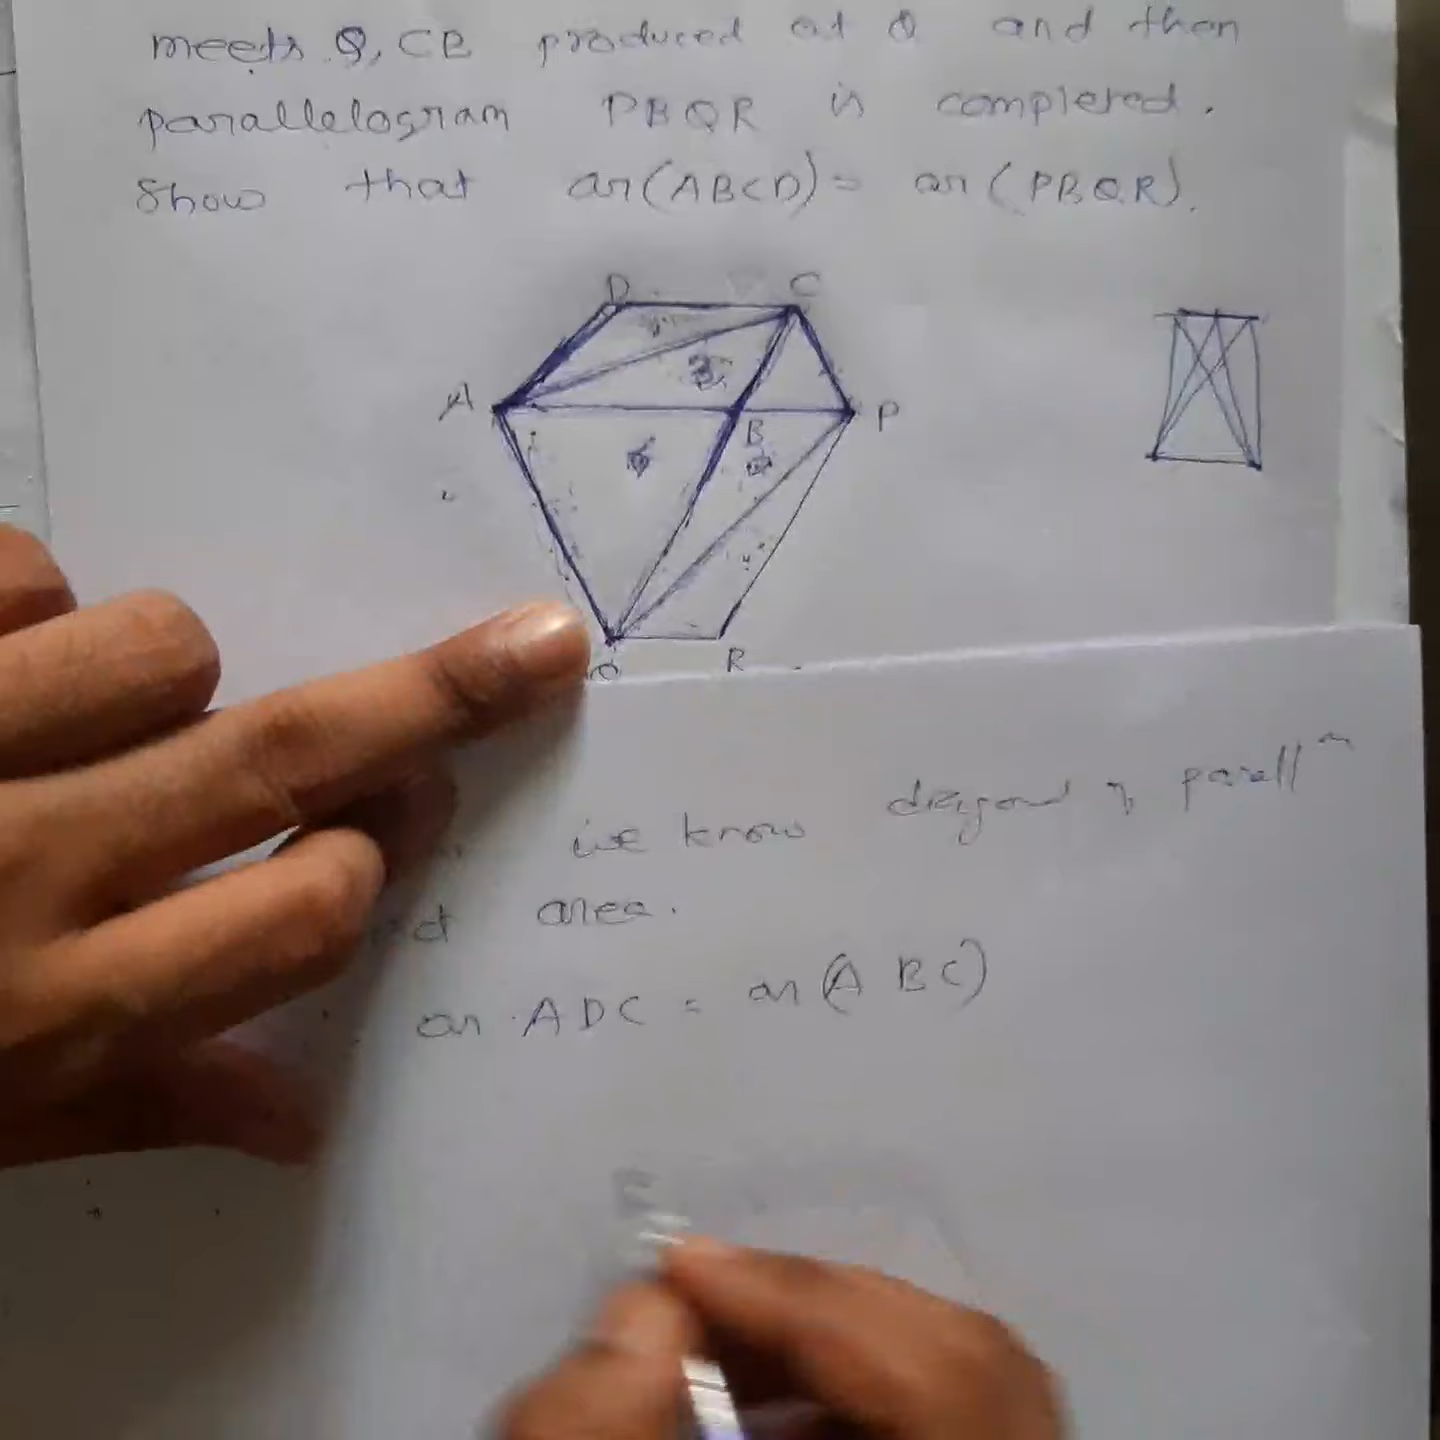 meets Q, CB produced at Q and then
parallelogram PBQR is completed.
Show that ar(ABCD) = ar (PBQR).
D C
A B P
Q R
we know diagonal of parall^m
area.
ar ADC = ar (ABC)